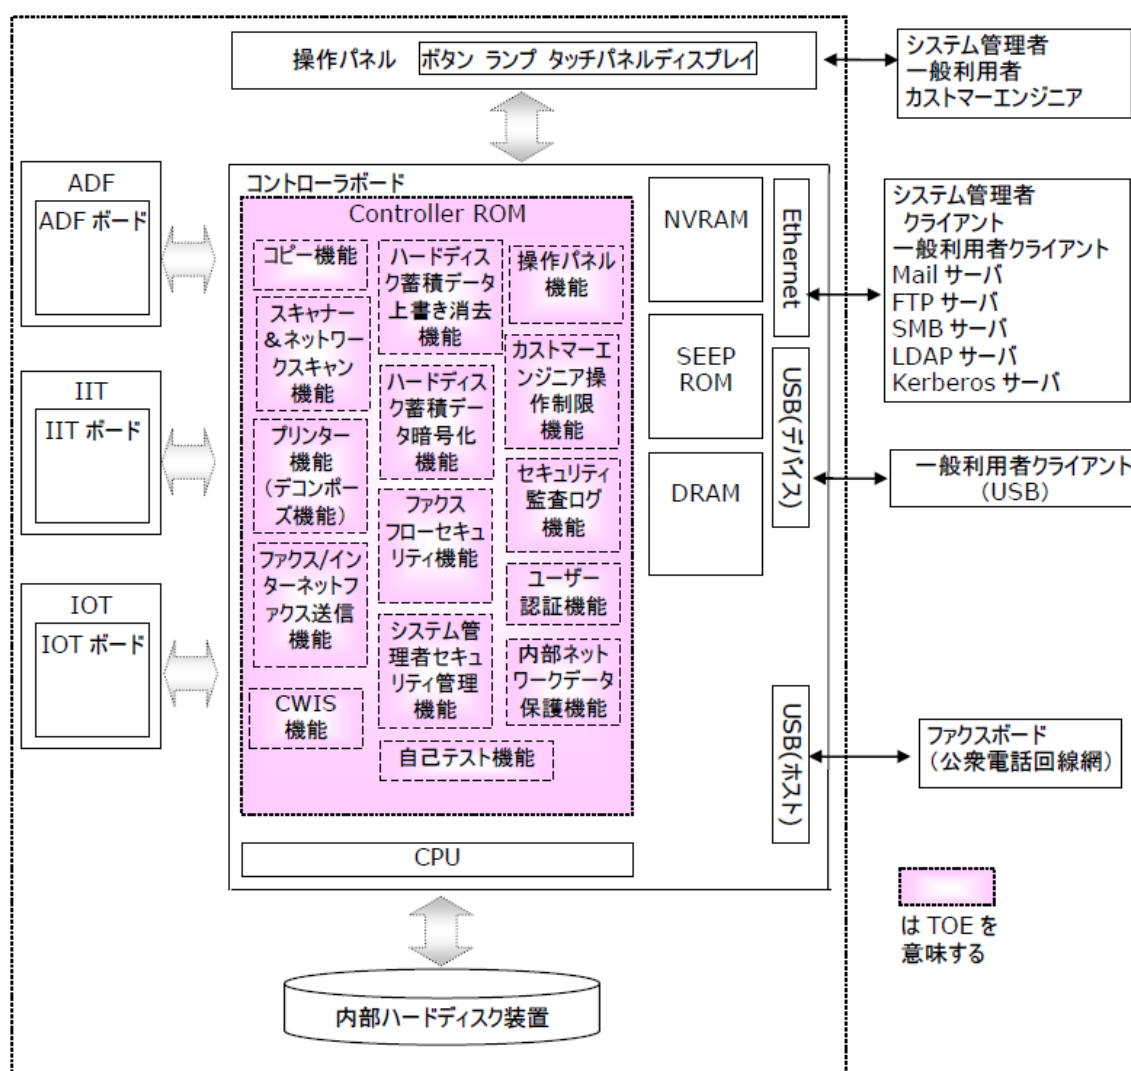 操作パネル ボタン ランプ タッチパネルディスプレイ
システム管理者
一般利用者
カストマーエンジニア
ADF
ADF ボード
IIT
IIT ボード
IOT
IOT ボード
コントローラボード
Controller ROM
コピー機能
スキャナー
＆ネットワー
クスキャン
機能
プリンター
機能
（デコンポー
ズ機能）
ファクス/イン
ターネットフ
ァクス送信
機能
CWIS
機能
ハードディス
ク蓄積データ
上書き消去
機能
ハードディス
ク蓄積デー
タ暗号化
機能
ファクス
フローセキュ
リティ機能
システム管
理者セキュ
リティ管理
機能
自己テスト機能
操作パネル
機能
カストマーエ
ンジニア操
作制限
機能
セキュリティ
監査ログ
機能
ユーザー
認証機能
内部ネット
ワークデータ
保護機能
NVRAM
SEEP
ROM
DRAM
Ethernet
USB(デバイス)
USB(ホスト)
CPU
内部ハードディスク装置
システム管理者
クライアント
一般利用者クライアント
Mail サーバ
FTP サーバ
SMB サーバ
LDAP サーバ
Kerberos サーバ
一般利用者クライアント
（USB）
ファクスボード
（公衆電話回線網）
は TOE を
意味する